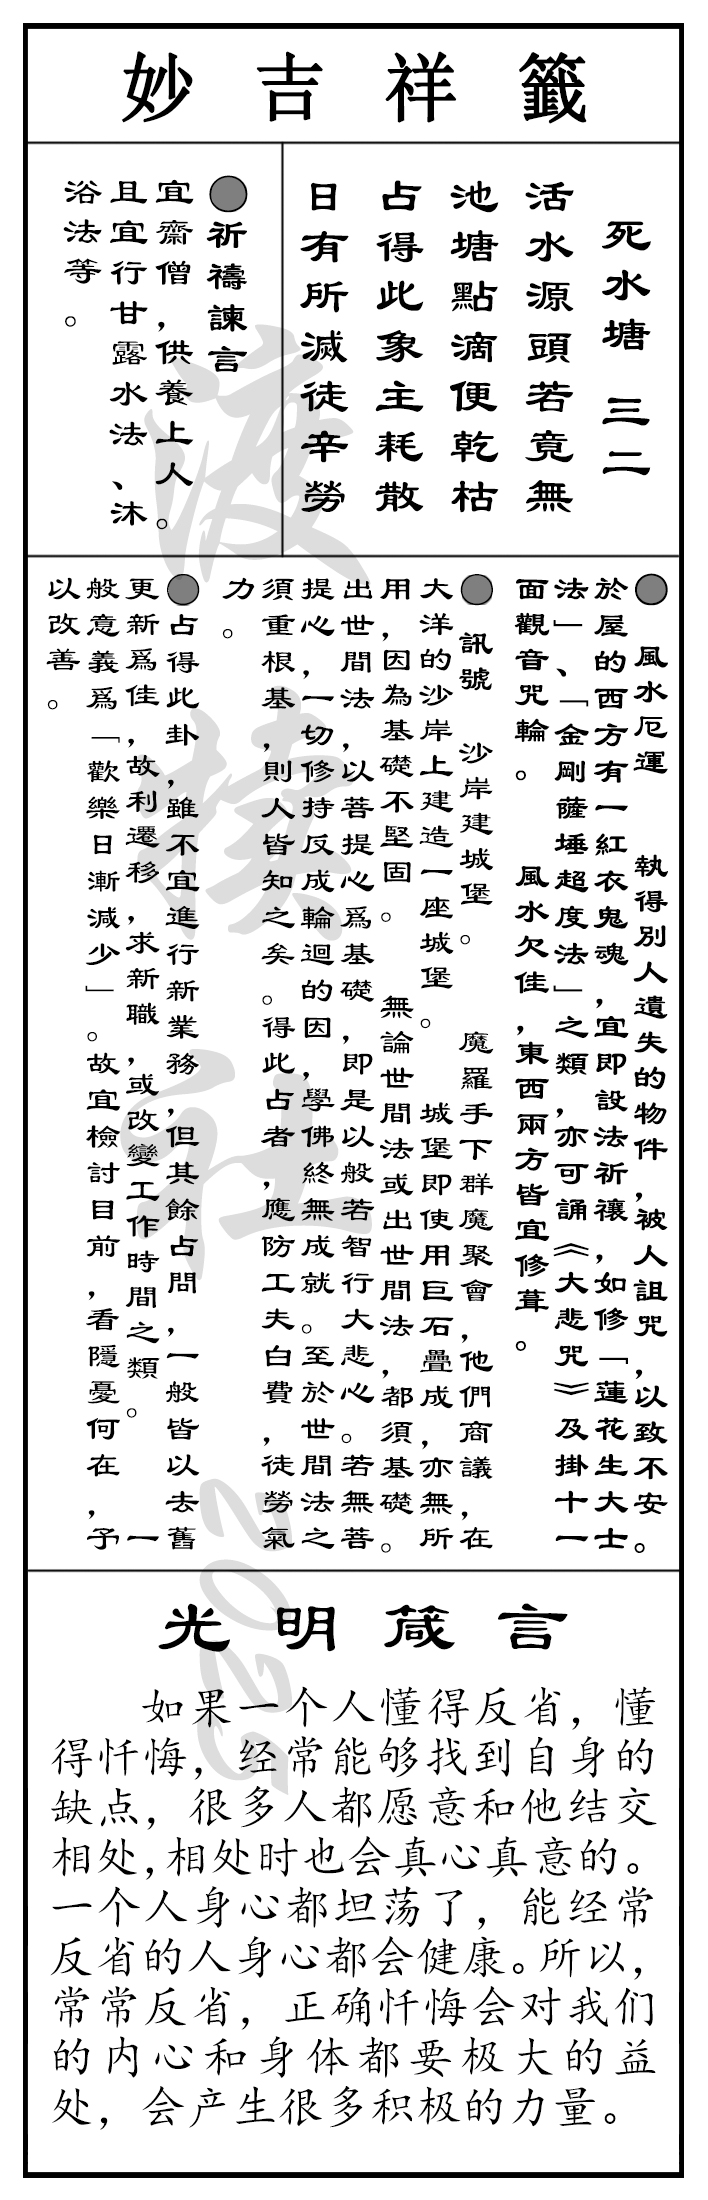 妙吉祥籤
死水塘 三二
活水源頭若竟無
池塘點滴便乾枯
占得此象主耗散
日有所滅徒辛勞
●祈禱諫言
宜齋僧，供養上人。
且宜行甘露水法、沐
浴法等。
● 風水厄運 執得別人遺失的物件，被人詛咒，以致不安。
於屋的西方有一紅衣鬼魂，宜即設法祈禳，如修「蓮花生大士
法」、「金剛薩埵超度法」之類，亦可誦《大悲咒》及掛十一
面觀音咒輪。 風水欠佳，東西兩方皆宜修葺。
● 訊號 沙岸建城堡。 魔羅手下群魔聚會，他們商議，在
大洋的沙岸上建造一座城堡。 城堡即使用巨石疊成，亦無所
用，因為基礎不堅固。 無論世間法或出世間法，都須基礎。
出世間法，以菩提心爲基礎，即是以般若智行大悲心。若無菩
提心，一切修持反成輪迴的因，學佛終無成就。至於世間法之
須重根基，則人皆知之矣。得此占者，應防工夫白費，徒勞氣
力。
●占得此卦，雖不宜進行新業務，但其餘占問，一般皆以去舊
更新爲佳，故利遷移，求新職，或改變工作時間之類。 一
般意義爲「歡樂日漸減少」。故宜檢討目前，看隱憂何在，予
以改善。
光明箴言
如果一个人懂得反省，懂
得忏悔，经常能够找到自身的
缺点，很多人都愿意和他结交
相处，相处时也会真心真意的。
一个人身心都坦荡了，能经常
反省的人身心都会健康。所以，
常常反省，正确忏悔会对我们
的内心和身体都要极大的益
处，会产生很多积极的力量。
渡
社
2025